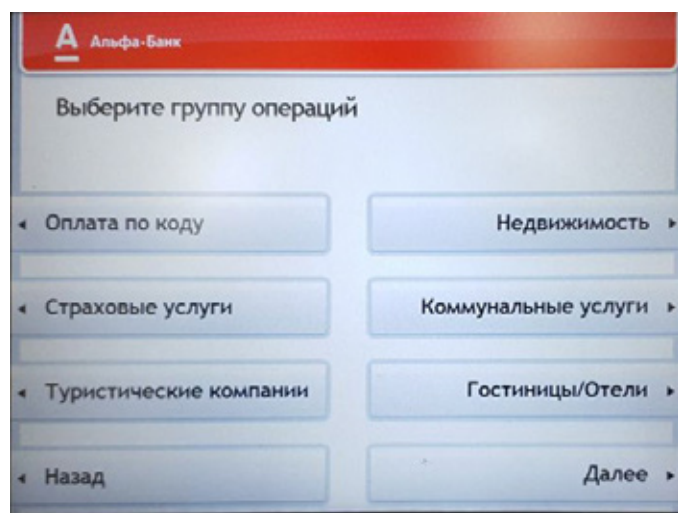 А Альфа·Банк
Выберите группу операций
Оплата по коду
Недвижимость
Страховые услуги
Коммунальные услуги
Туристические компании
Гостиницы/Отели
Назад
Далее